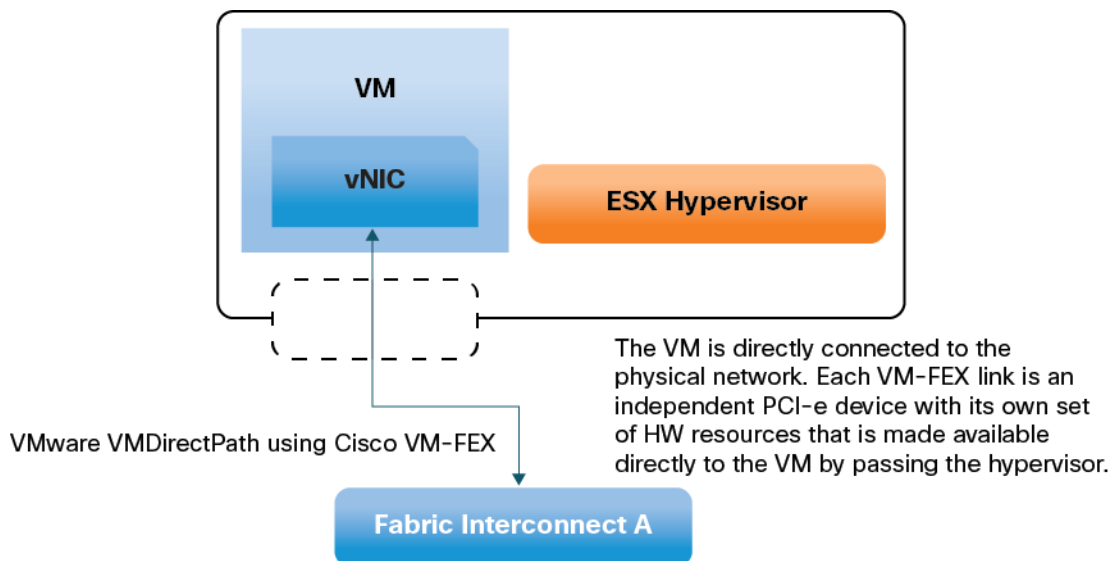 VM
vNIC
ESX Hypervisor
The VM is directly connected to the
physical network. Each VM-FEX link is an
independent PCI-e device with its own set
of HW resources that is made available
directly to the VM by passing the hypervisor.
VMware VMDirectPath using Cisco VM-FEX
Fabric Interconnect A